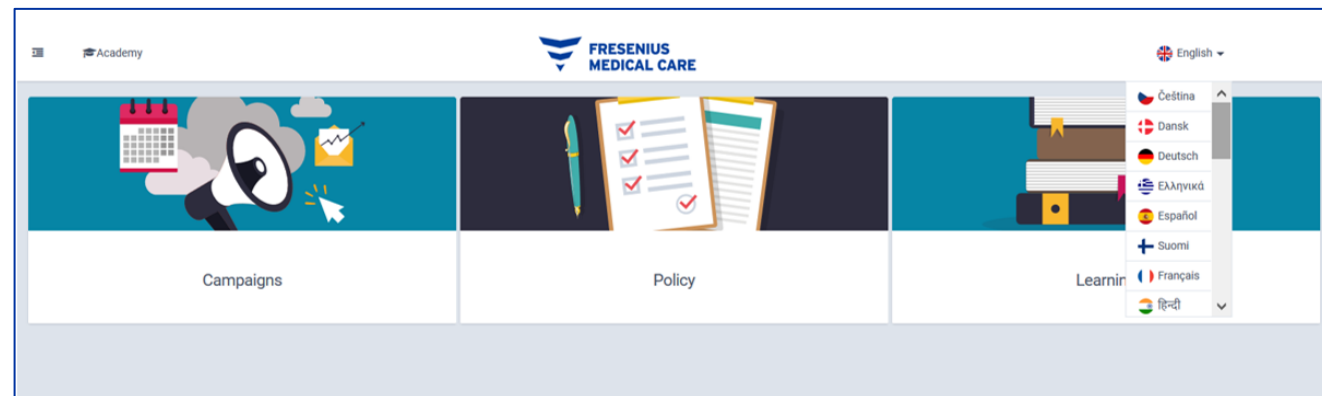 Academy
FRESENIUS
MEDICAL CARE
English
Čeština
Dansk
Deutsch
Ελληνικά
Español
Suomi
Français
हिन्दी
Campaigns
Policy
Learnin